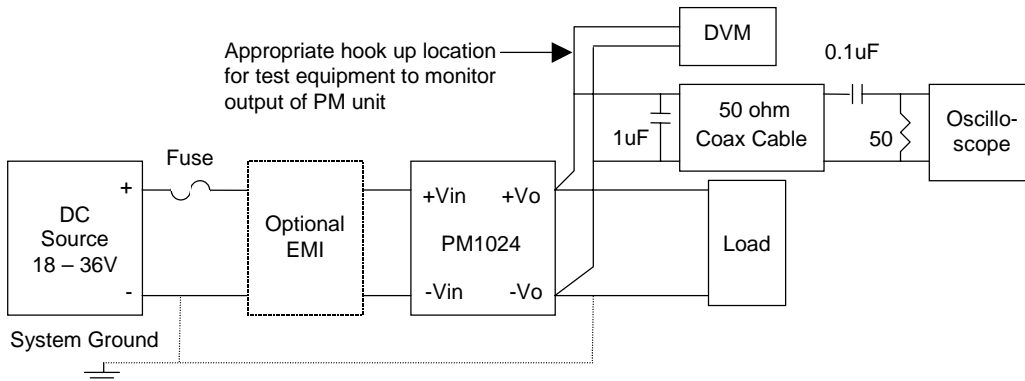 Appropriate hook up location
for test equipment to monitor
output of PM unit
DVM
0.1uF
1uF
50 ohm
Coax Cable
50
Oscillo-
scope
Fuse
+
DC
Source
18 – 36V
-
Optional
EMI
+Vin +Vo
PM1024
-Vin -Vo
Load
System Ground